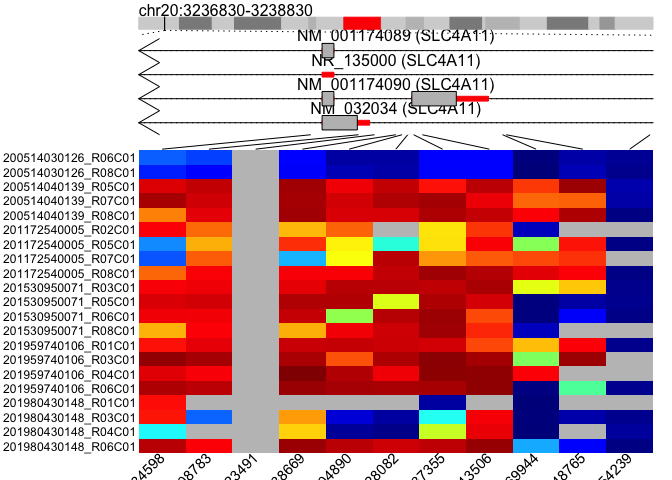 chr20:3236830-3238830
NM_001174089 (SLC4A11)
NR_135000 (SLC4A11)
NM_001174090 (SLC4A11)
NM_032034 (SLC4A11)
200514030126_R06C01
200514030126_R08C01
200514040139_R05C01
200514040139_R07C01
200514040139_R08C01
201172540005_R02C01
201172540005_R05C01
201172540005_R07C01
201172540005_R08C01
201530950071_R03C01
201530950071_R05C01
201530950071_R06C01
201530950071_R08C01
201959740106_R01C01
201959740106_R03C01
201959740106_R04C01
201959740106_R06C01
201980430148_R01C01
201980430148_R03C01
201980430148_R04C01
201980430148_R06C01